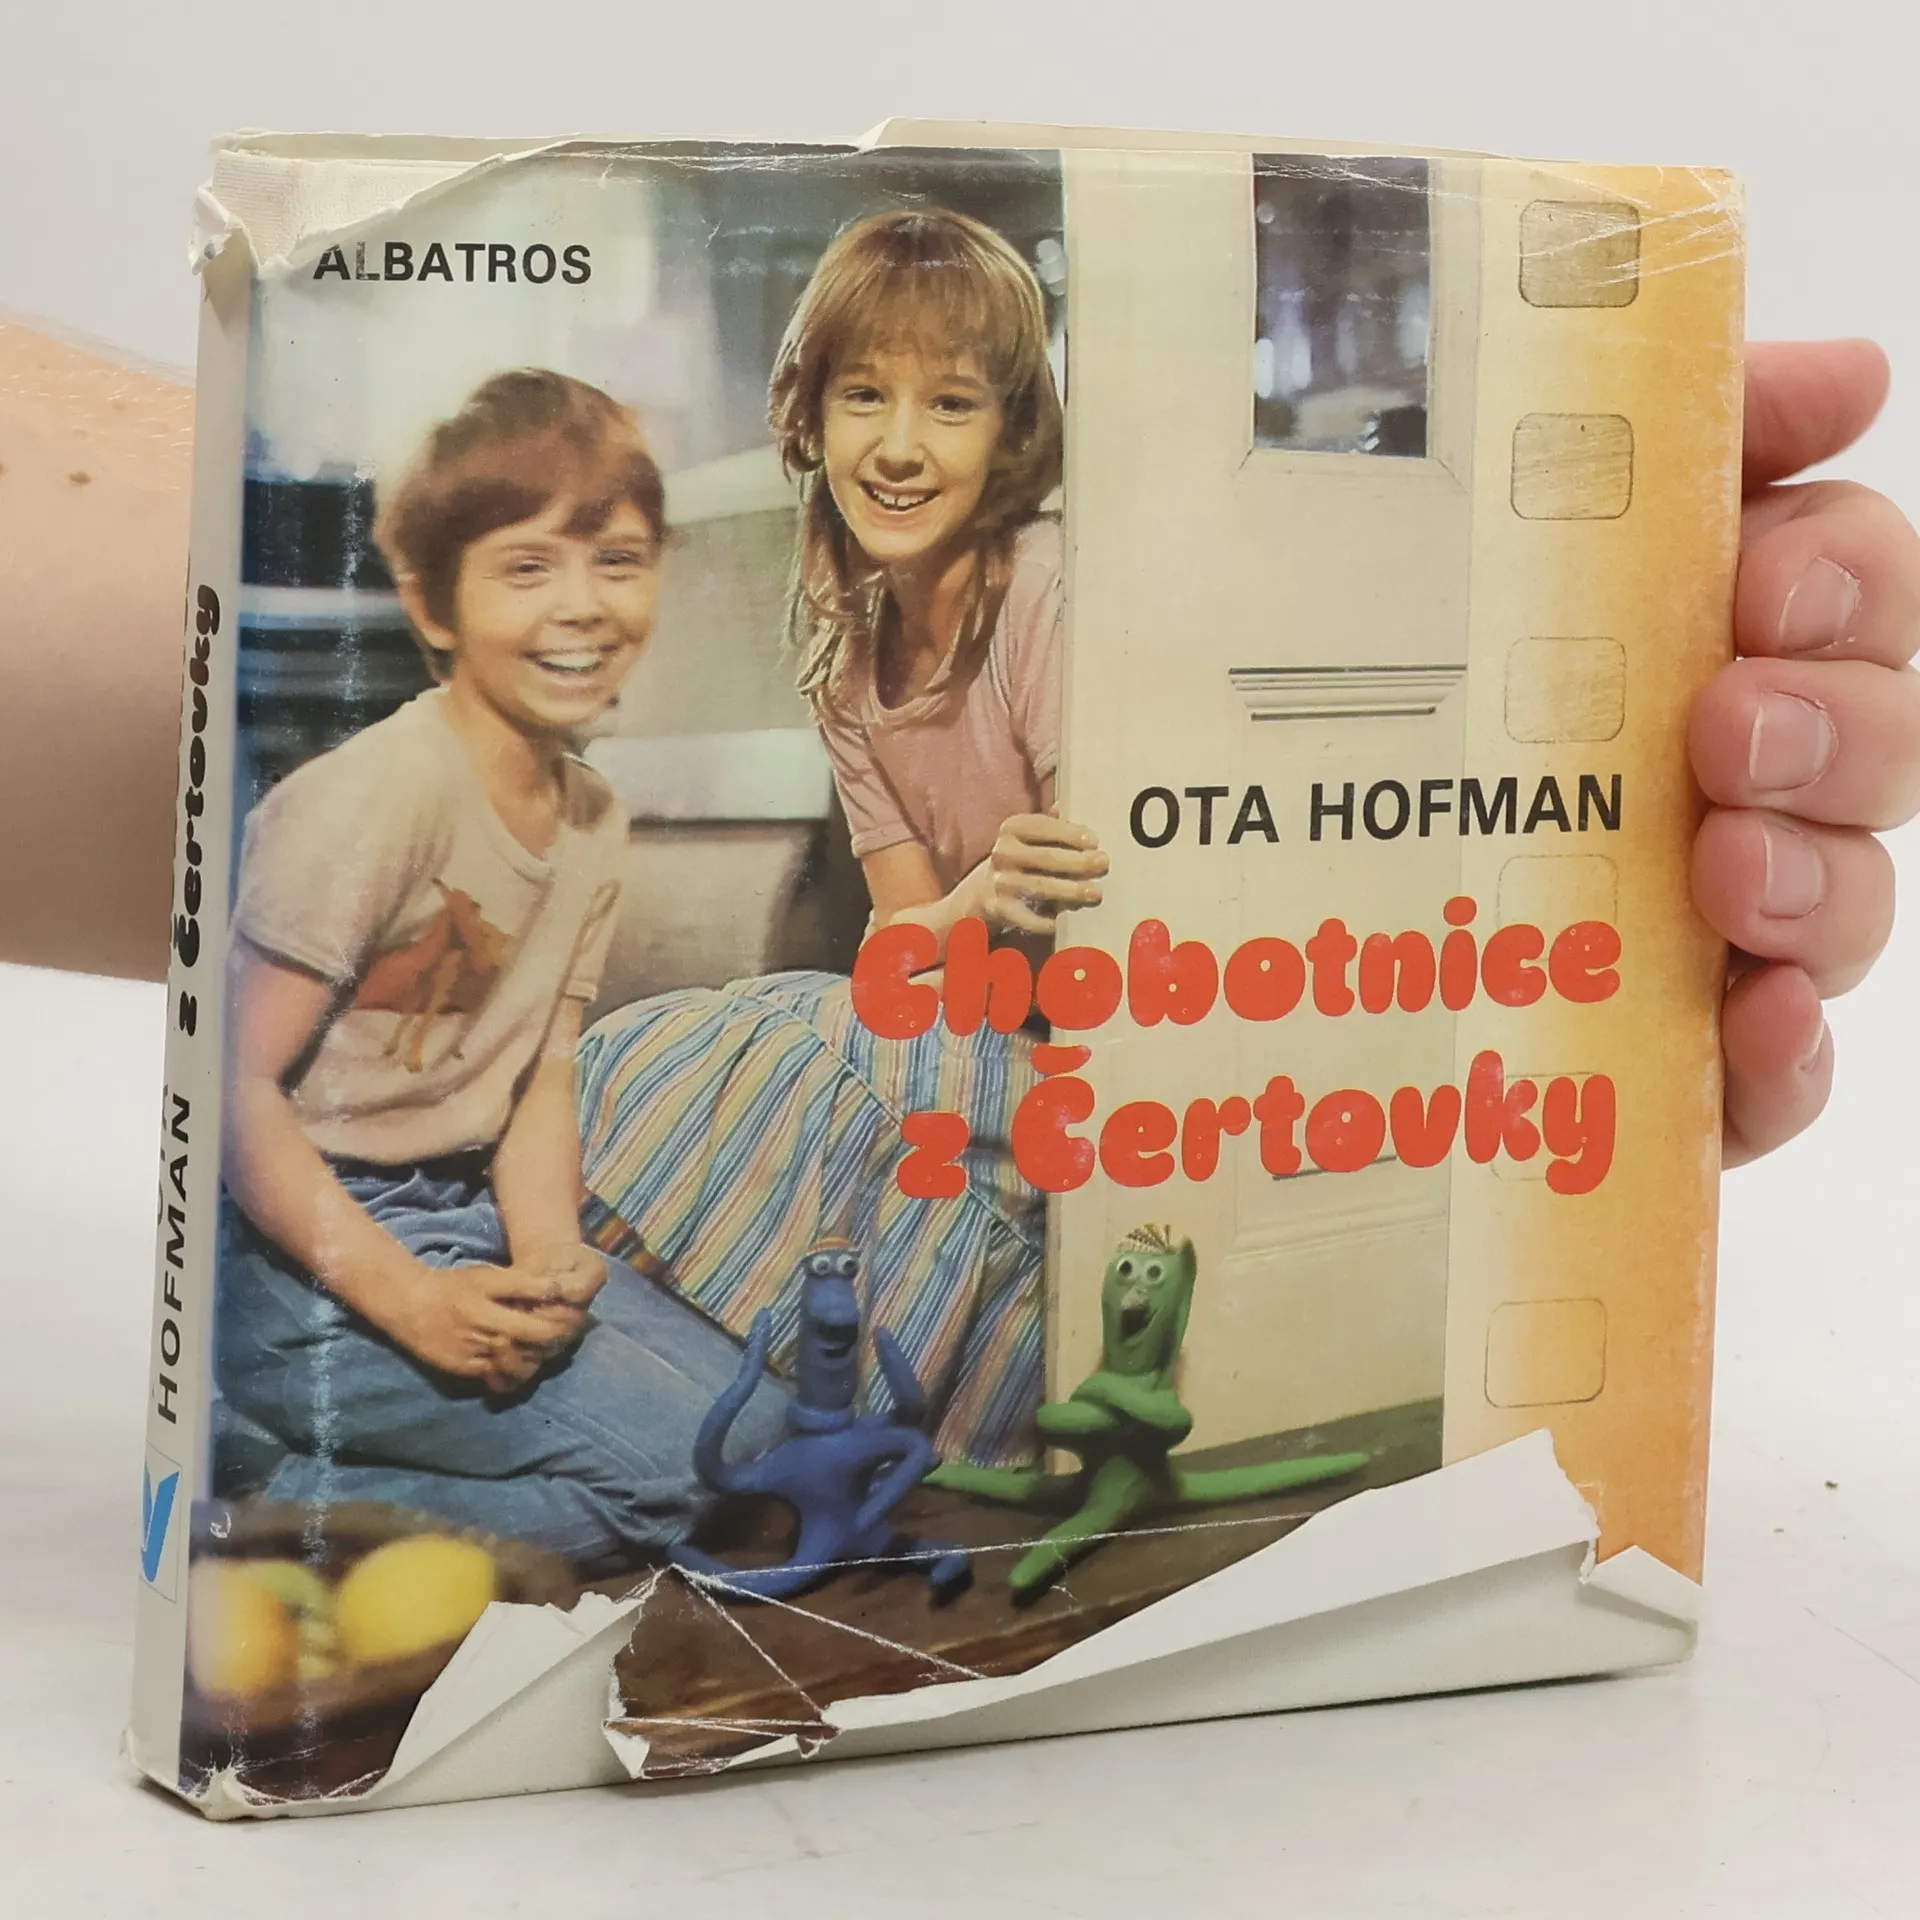 ALBATROS
OTA HOFMAN
Chobotnice
z Čertovky
HOFMAN z Čertovky